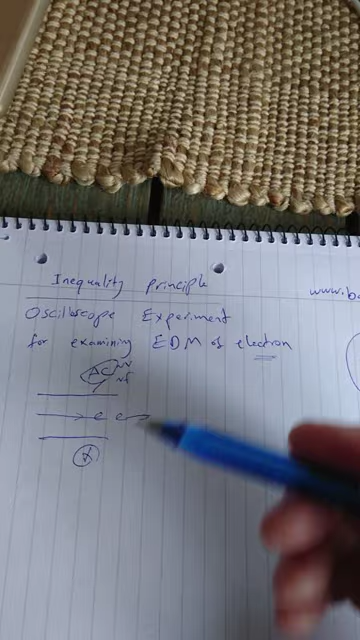 Inequality principle
www.b
Oscilloscope Experiment
for examining EDM of electron
AC
e e